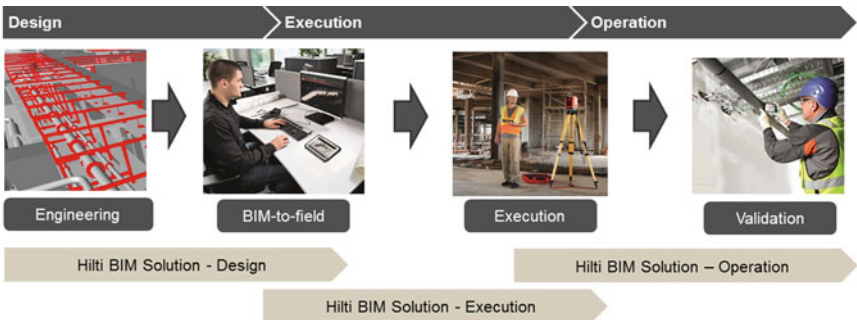 Design
Execution
Operation
Engineering
BIM-to-field
Execution
Validation
Hilti BIM Solution - Design
Hilti BIM Solution – Operation
Hilti BIM Solution - Execution